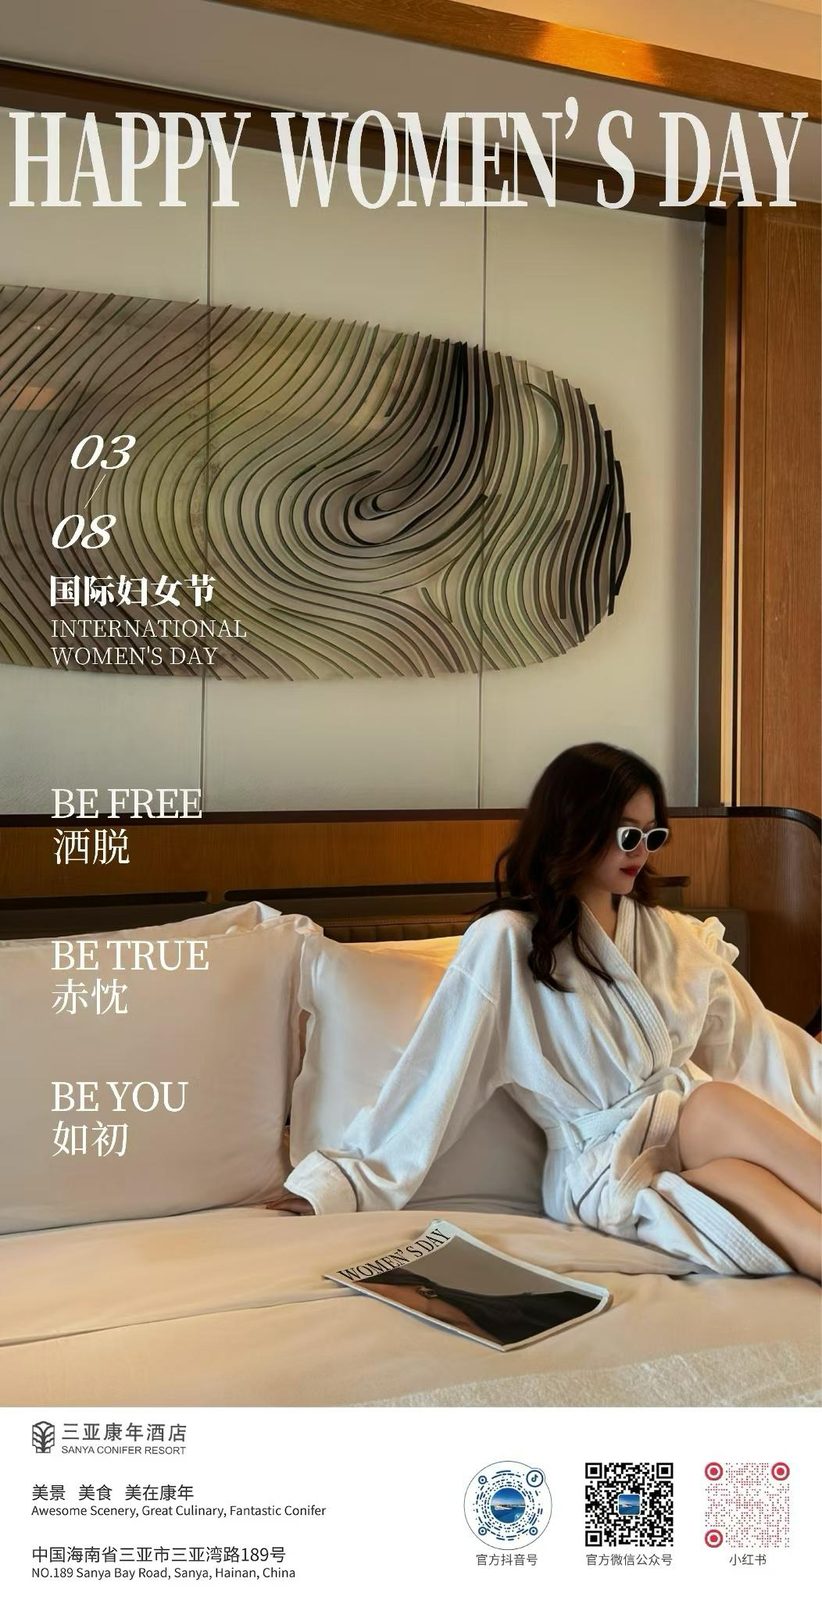 HAPPY WOMEN'S DAY
03
/
08
国际妇女节
INTERNATIONAL
WOMEN'S DAY
BE FREE
洒脱
BE TRUE
赤忱
BE YOU
如初
WOMEN'S DAY
三亚康年酒店
SANYA CONIFER RESORT
美景 美食 美在康年
Awesome Scenery, Great Culinary, Fantastic Conifer
中国海南省三亚市三亚湾路189号
NO.189 Sanya Bay Road, Sanya, Hainan, China
官方抖音号
官方微信公众号
小红书